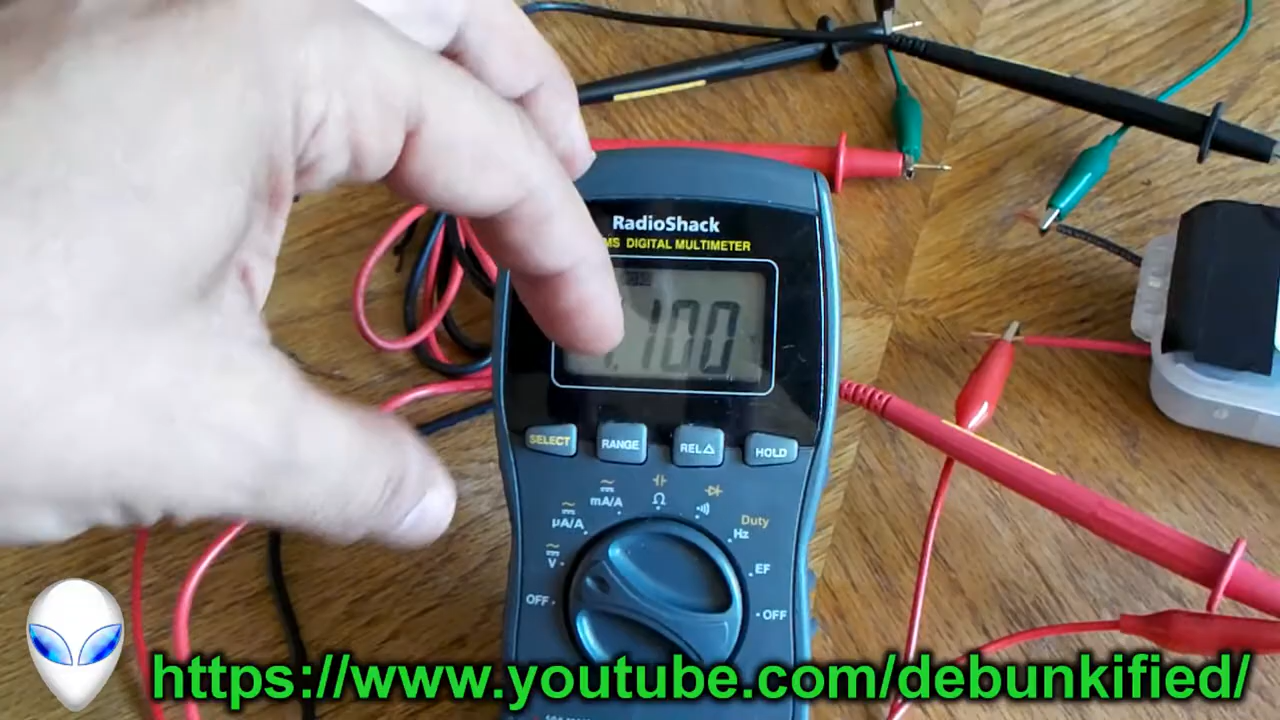 RadioShack
MS DIGITAL MULTIMETER
.100
SELECT
RANGE
REL△
HOLD
mA/A
Ω
µA/A
Duty
Hz
V
EF
OFF
OFF
https://www.youtube.com/debunkified/